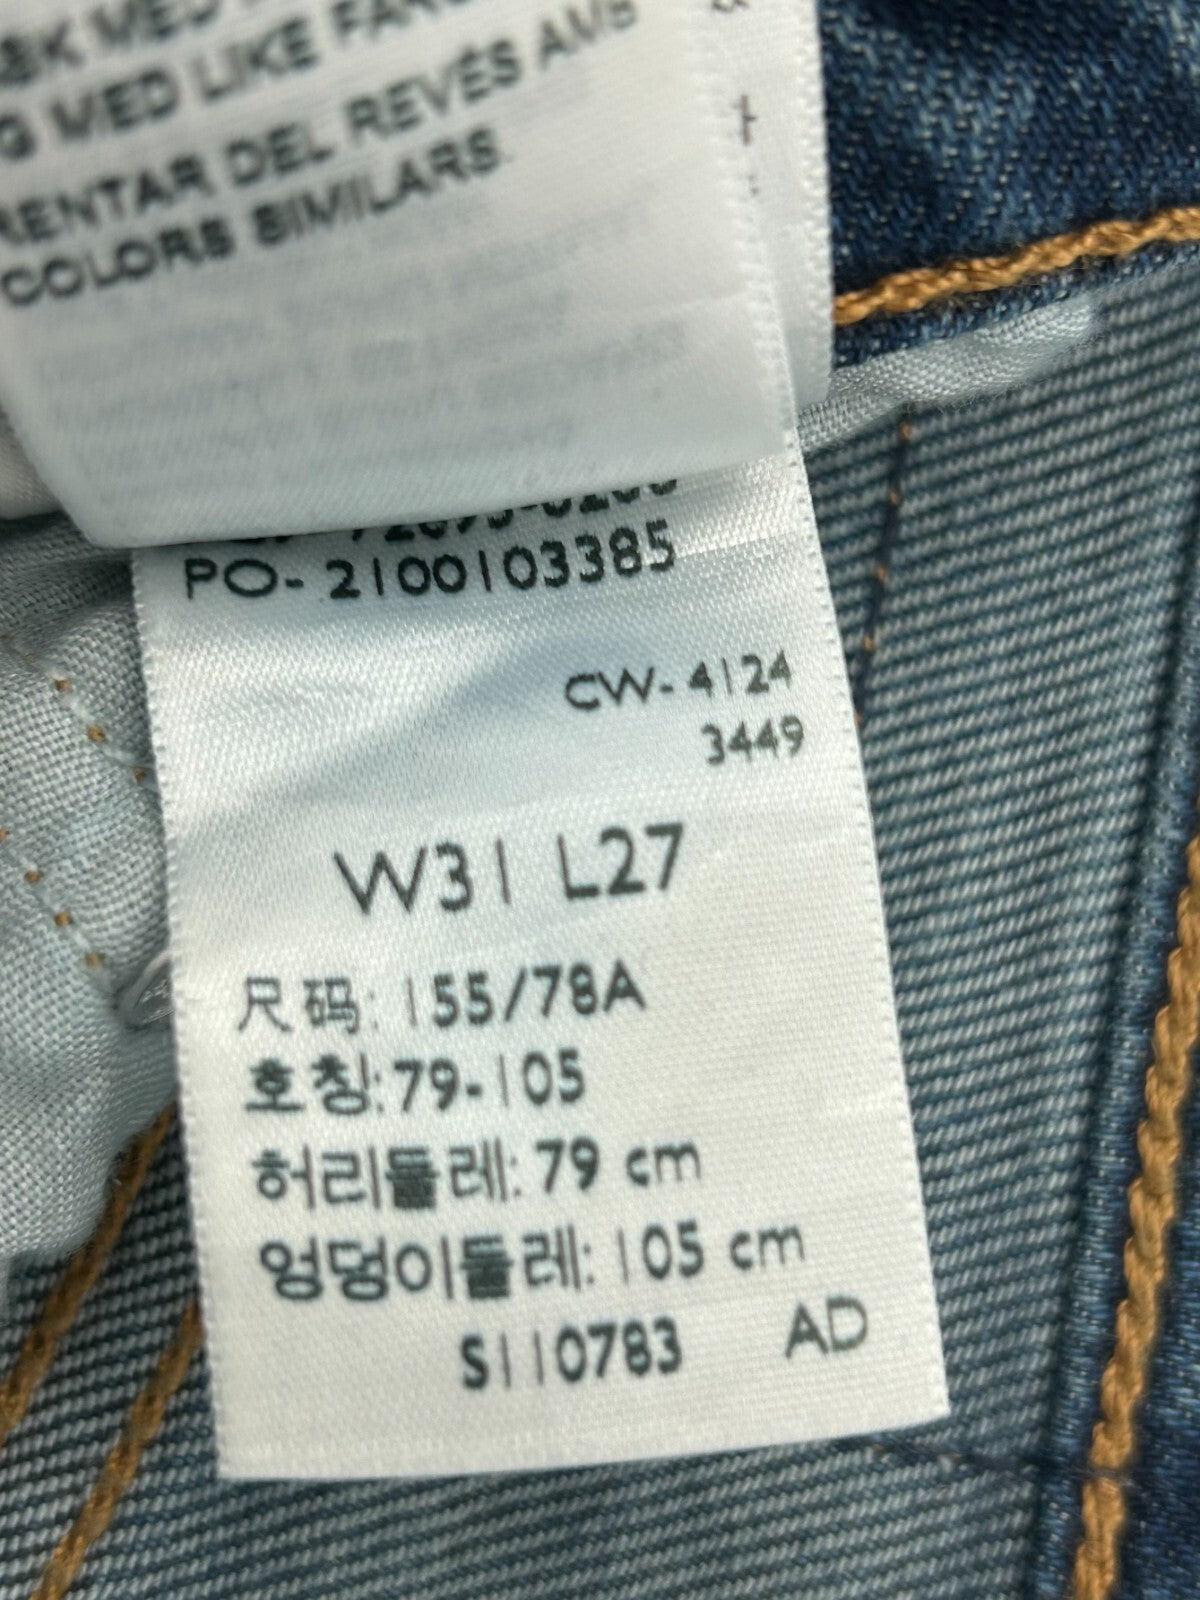 MED LIKE
RENTAR DEL REVÉS AMB
COLORS SIMILARS
PO-2100103385
CW-4124
3449
W31 L27
尺码: 155/78A
호칭: 79-105
허리둘레: 79 cm
엉덩이둘레: 105 cm
S110783 AD